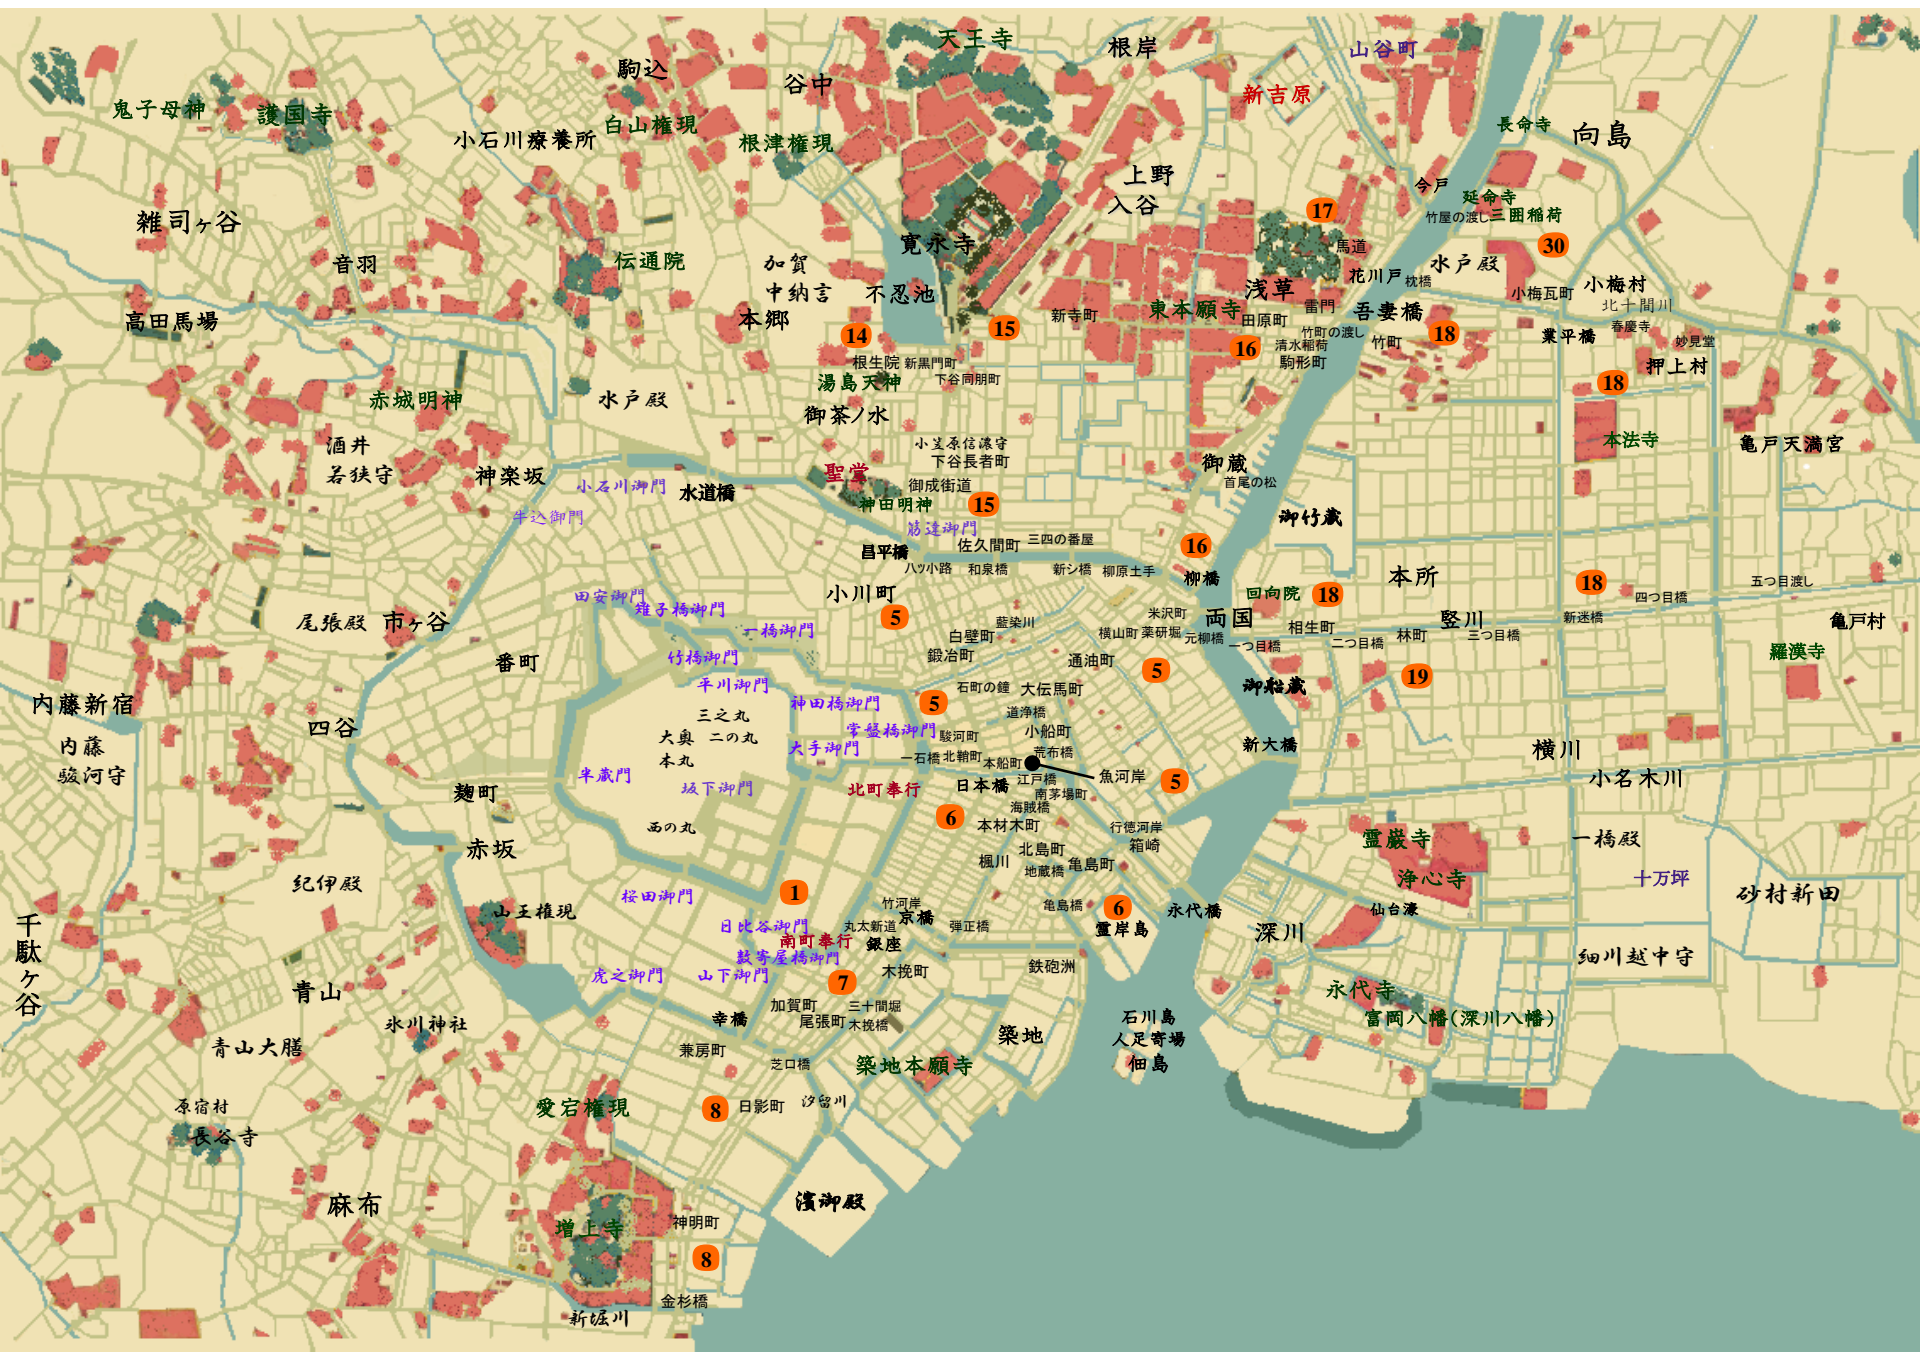 天王寺
根岸
山谷町
駒込
谷中
新吉原
鬼子母神
護国寺
小石川療養所
白山権現
根津権現
長命寺
向島
上野
入谷
今戸
延命寺
竹屋の渡し
三囲稲荷
雑司ヶ谷
17
30
寛永寺
馬道
音羽
伝通院
加賀
中納言
花川戸
枕橋
水戸殿
不忍池
浅草
小梅村
小梅瓦町
北十間川
高田馬場
本郷
14
15
新寺町
東本願寺
田原町
雷門
吾妻橋
竹町の渡し
18
業平橋
春慶寺
妙見堂
16
清水稲荷
竹町
駒形町
根生院
新黒門町
押上村
湯島天神
下谷同朋町
18
赤城明神
水戸殿
御茶ノ水
酒井
若狭守
小笠原信濃守
下谷長者町
本法寺
亀戸天満宮
神楽坂
小石川御門
水道橋
聖堂
御成街道
御蔵
首尾の松
牛込御門
神田明神
15
御竹蔵
筋違御門
昌平橋
佐久間町
三四の番屋
16
八ッ小路
和泉橋
新シ橋
柳原土手
柳橋
本所
18
五つ目渡し
田安御門
雉子橋御門
小川町
5
回向院
18
四つ目橋
尾張殿
市ヶ谷
一橋御門
藍染川
米沢町
両国
相生町
竪川
新迷橋
亀戸村
白壁町
横山町
薬研堀
元柳橋
一つ目橋
二つ目橋
林町
三つ目橋
番町
竹橋御門
鍛冶町
通油町
5
羅漢寺
平川御門
石町の鐘
大伝馬町
御船蔵
19
内藤新宿
神田橋御門
5
四谷
三之丸
道浄橋
内藤
駿河守
大奥
二の丸
常盤橋御門
駿河町
小船町
本丸
大手御門
一石橋
北鞘町
本船町
荒布橋
新大橋
横川
半蔵門
坂下御門
北町奉行
日本橋
江戸橋
魚河岸
5
小名木川
麹町
南茅場町
海賊橋
西の丸
6
本材木町
行徳河岸
赤坂
箱崎
霊巌寺
一橋殿
北島町
楓川
地蔵橋
亀島町
紀伊殿
浄心寺
十万坪
砂村新田
桜田御門
1
竹河岸
亀島橋
6
永代橋
仙台濠
山王権現
千駄ヶ谷
日比谷御門
丸太新道
京橋
弾正橋
霊岸島
深川
南町奉行
銀座
数寄屋橋御門
細川越中守
虎之御門
山下御門
7
木挽町
鉄砲洲
青山
永代寺
加賀町
三十間堀
氷川神社
幸橋
尾張町
木挽橋
築地
石川島
人足寄場
佃島
富岡八幡(深川八幡)
青山大膳
兼房町
芝口橋
築地本願寺
原宿村
愛宕権現
8
日影町
汐留川
長谷寺
麻布
濱御殿
増上寺
神明町
8
金杉橋
新堀川